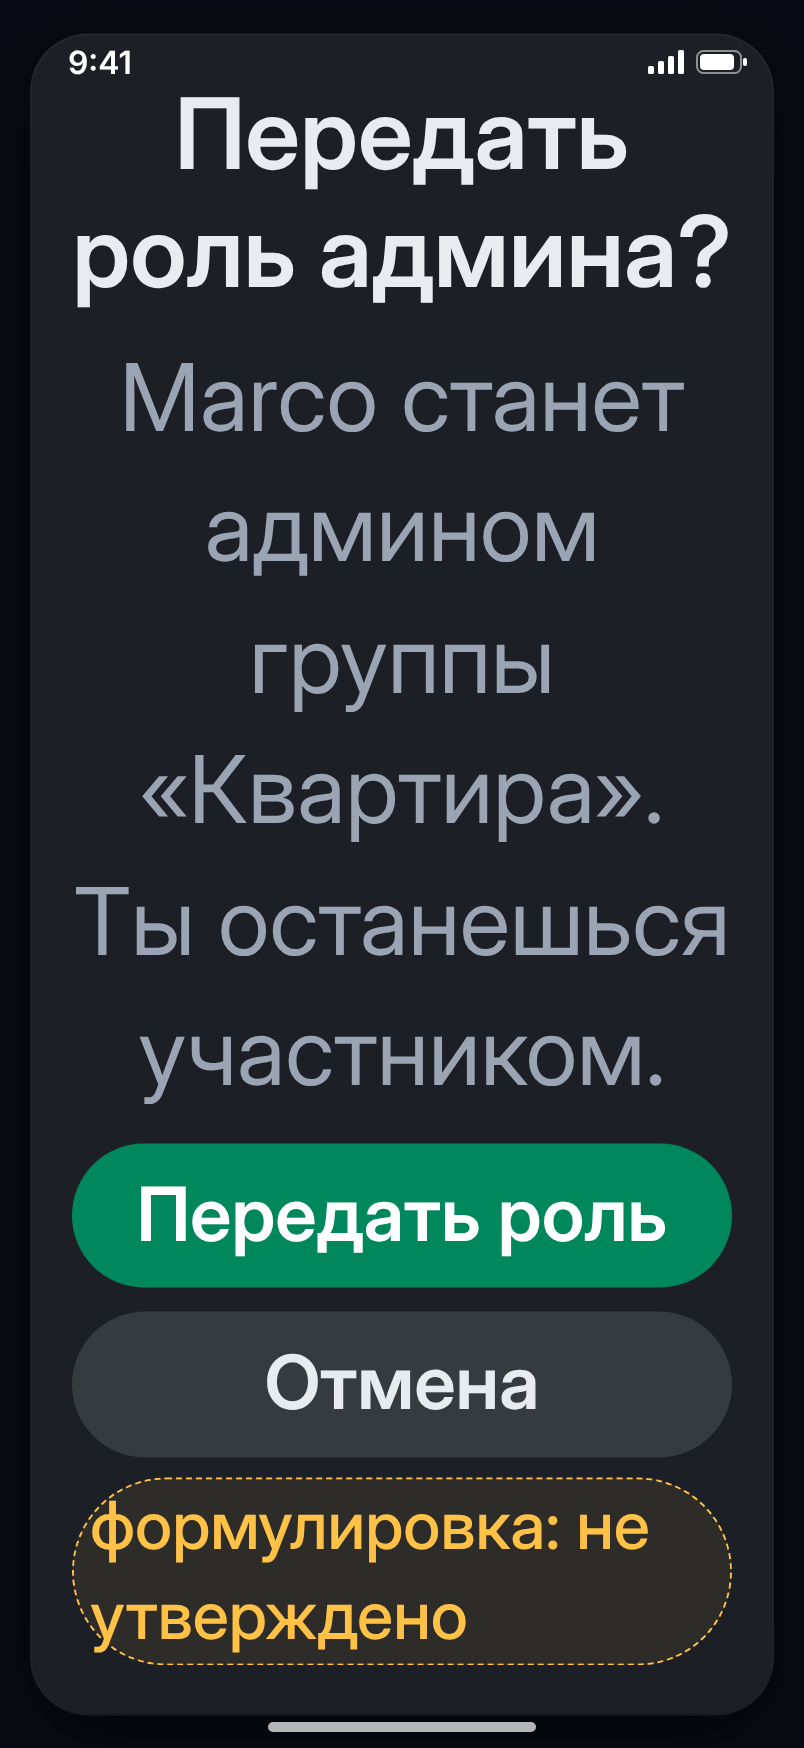 9:41
Передать
роль админа?
Marco станет
админом
группы
«Квартира».
Ты останешься
участником.
Передать роль
Отмена
формулировка: не
утверждено